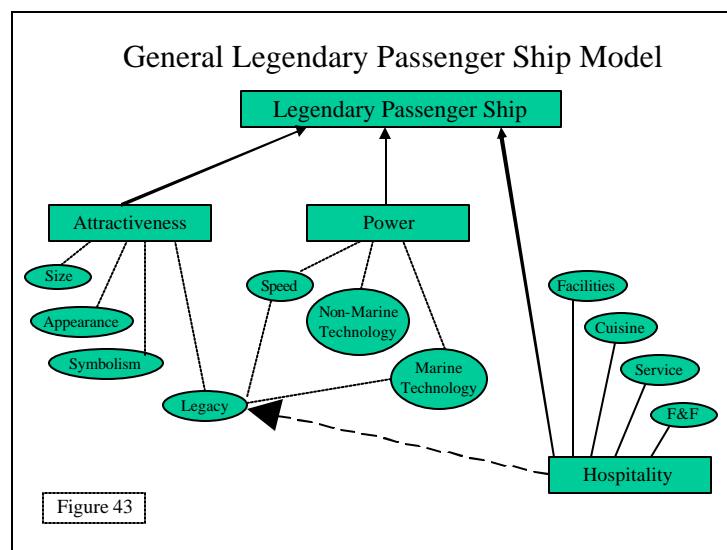 General Legendary Passenger Ship Model
Legendary Passenger Ship
Attractiveness
Power
Size
Speed
Facilities
Appearance
Non-Marine
Technology
Cuisine
Symbolism
Marine
Technology
Service
Legacy
F&F
Hospitality
Figure 43